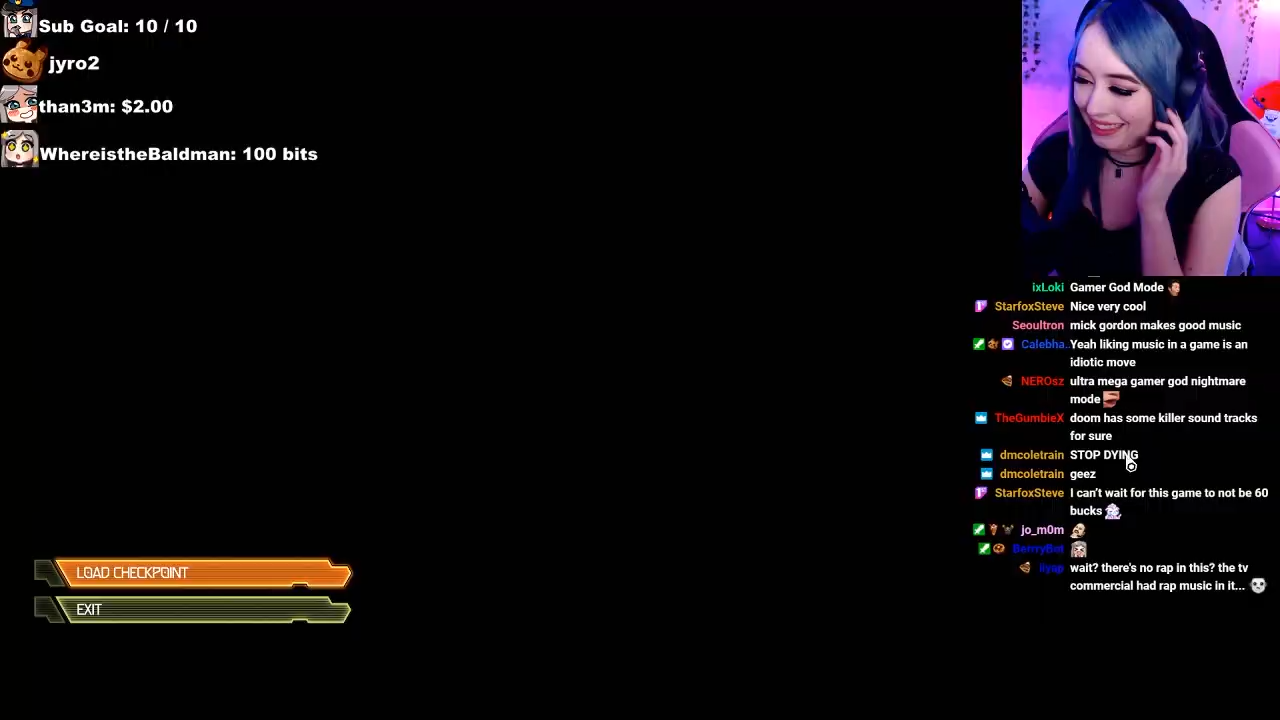 Sub Goal: 10 / 10
jyro2
than3m: $2.00
WhereistheBaldman: 100 bits
ixLoki Gamer God Mode
StarfoxSteve Nice very cool
Seoultron mick gordon makes good music
Calebha.. Yeah liking music in a game is an
idiotic move
NEROsz ultra mega gamer god nightmare
mode
TheGumbieX doom has some killer sound tracks
for sure
dmcoletrain STOP DYING
dmcoletrain geez
StarfoxSteve I can't wait for this game to not be 60
bucks
jo_m0m
BerrryBot
wait? there's no rap in this? the tv
commercial had rap music in it...
LOAD CHECKPOINT
EXIT